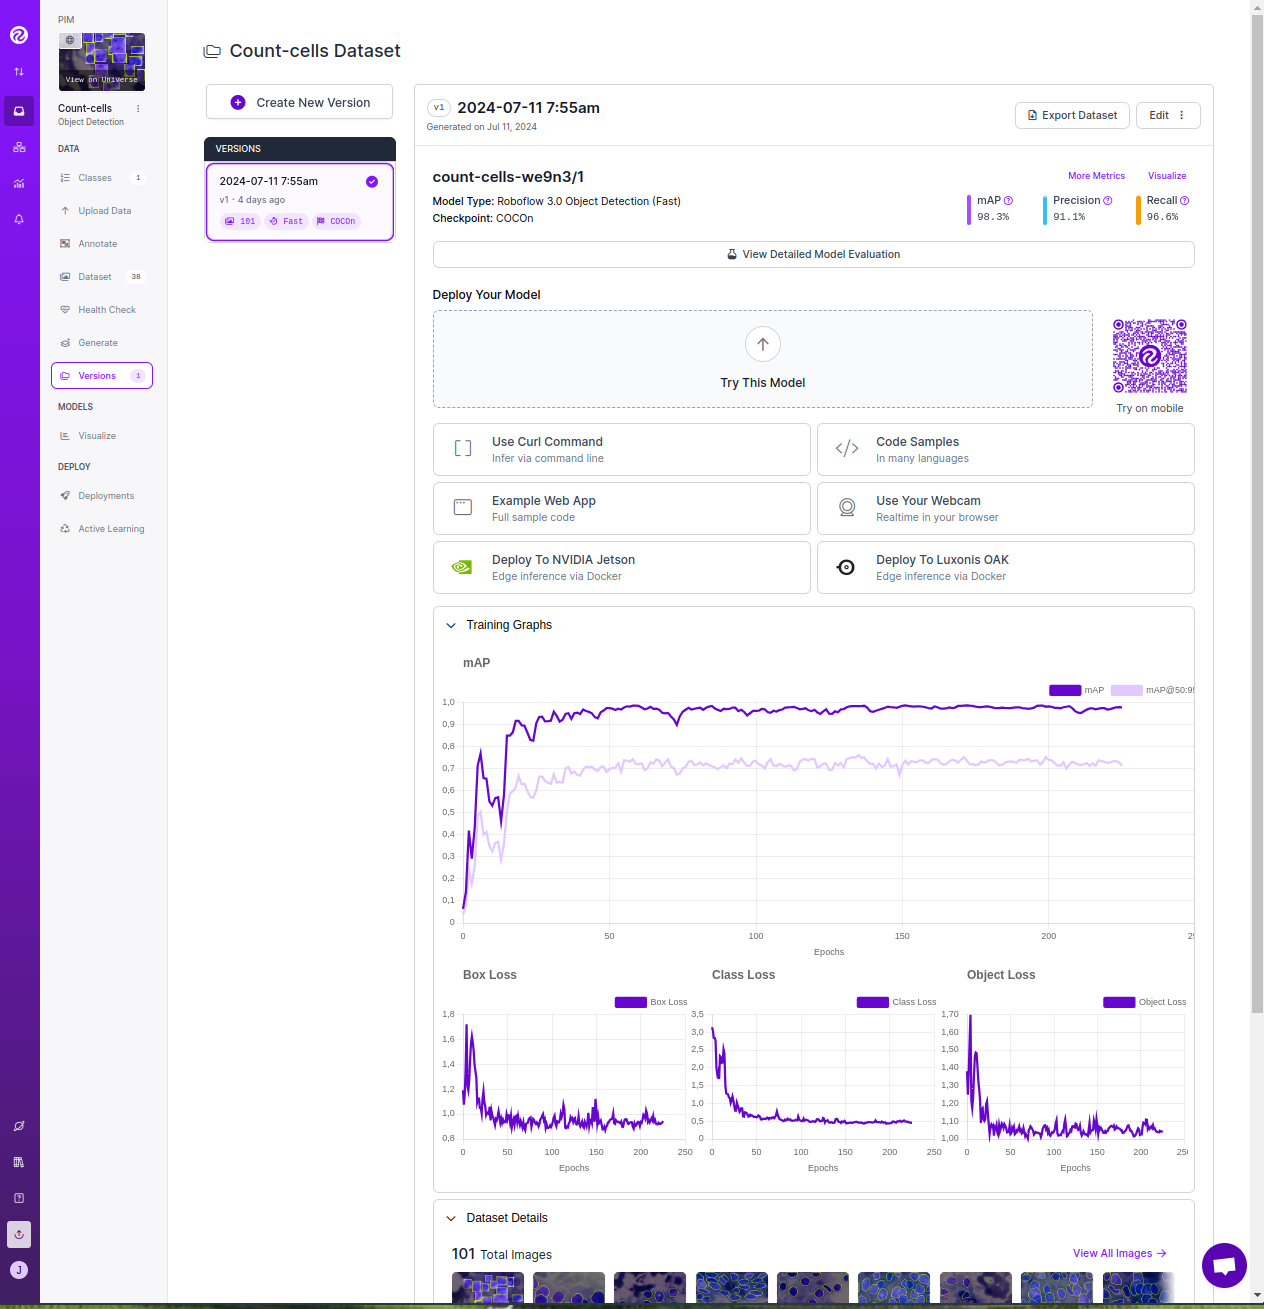 PIM
View on Universe
Count-cells
Object Detection
DATA
Classes 1
Upload Data
Annotate
Dataset 38
Health Check
Generate
Versions 1
MODELS
Visualize
DEPLOY
Deployments
Active Learning
J
Count-cells Dataset
Create New Version
VERSIONS
2024-07-11 7:55am
v1 · 4 days ago
101 Fast COCOn
v1 2024-07-11 7:55am
Generated on Jul 11, 2024
Export Dataset
Edit
count-cells-we9n3/1
More Metrics Visualize
Model Type: Roboflow 3.0 Object Detection (Fast)
Checkpoint: COCOn
mAP Precision Recall
98.3% 91.1% 96.6%
View Detailed Model Evaluation
Deploy Your Model
Try This Model
Try on mobile
Use Curl Command
Infer via command line
Code Samples
In many languages
Example Web App
Full sample code
Use Your Webcam
Realtime in your browser
Deploy To NVIDIA Jetson
Edge inference via Docker
Deploy To Luxonis OAK
Edge inference via Docker
Training Graphs
mAP
mAP mAP@50:9
1,0
0,9
0,8
0,7
0,6
0,5
0,4
0,3
0,2
0,1
0
0 50 100 150 200 2
Epochs
Box Loss
Box Loss
1,8
1,6
1,4
1,2
1,0
0,8
0 50 100 150 200 250
Epochs
Class Loss
Class Loss
3,5
3,0
2,5
2,0
1,5
1,0
0,5
0
0 50 100 150 200 250
Epochs
Object Loss
Object Loss
1,70
1,60
1,50
1,40
1,30
1,20
1,10
1,00
0 50 100 150 200 25
Epochs
Dataset Details
101 Total Images
View All Images →